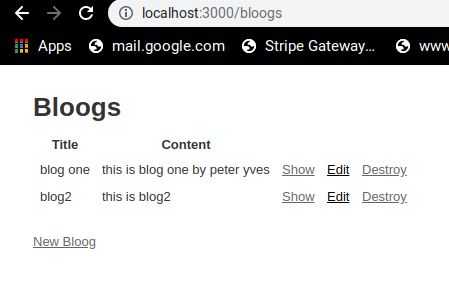 localhost:3000/bloogs
Apps mail.google.com Stripe Gateway... www
Bloogs
Title Content
blog one this is blog one by peter yves Show Edit Destroy
blog2 this is blog2 Show Edit Destroy
New Bloog